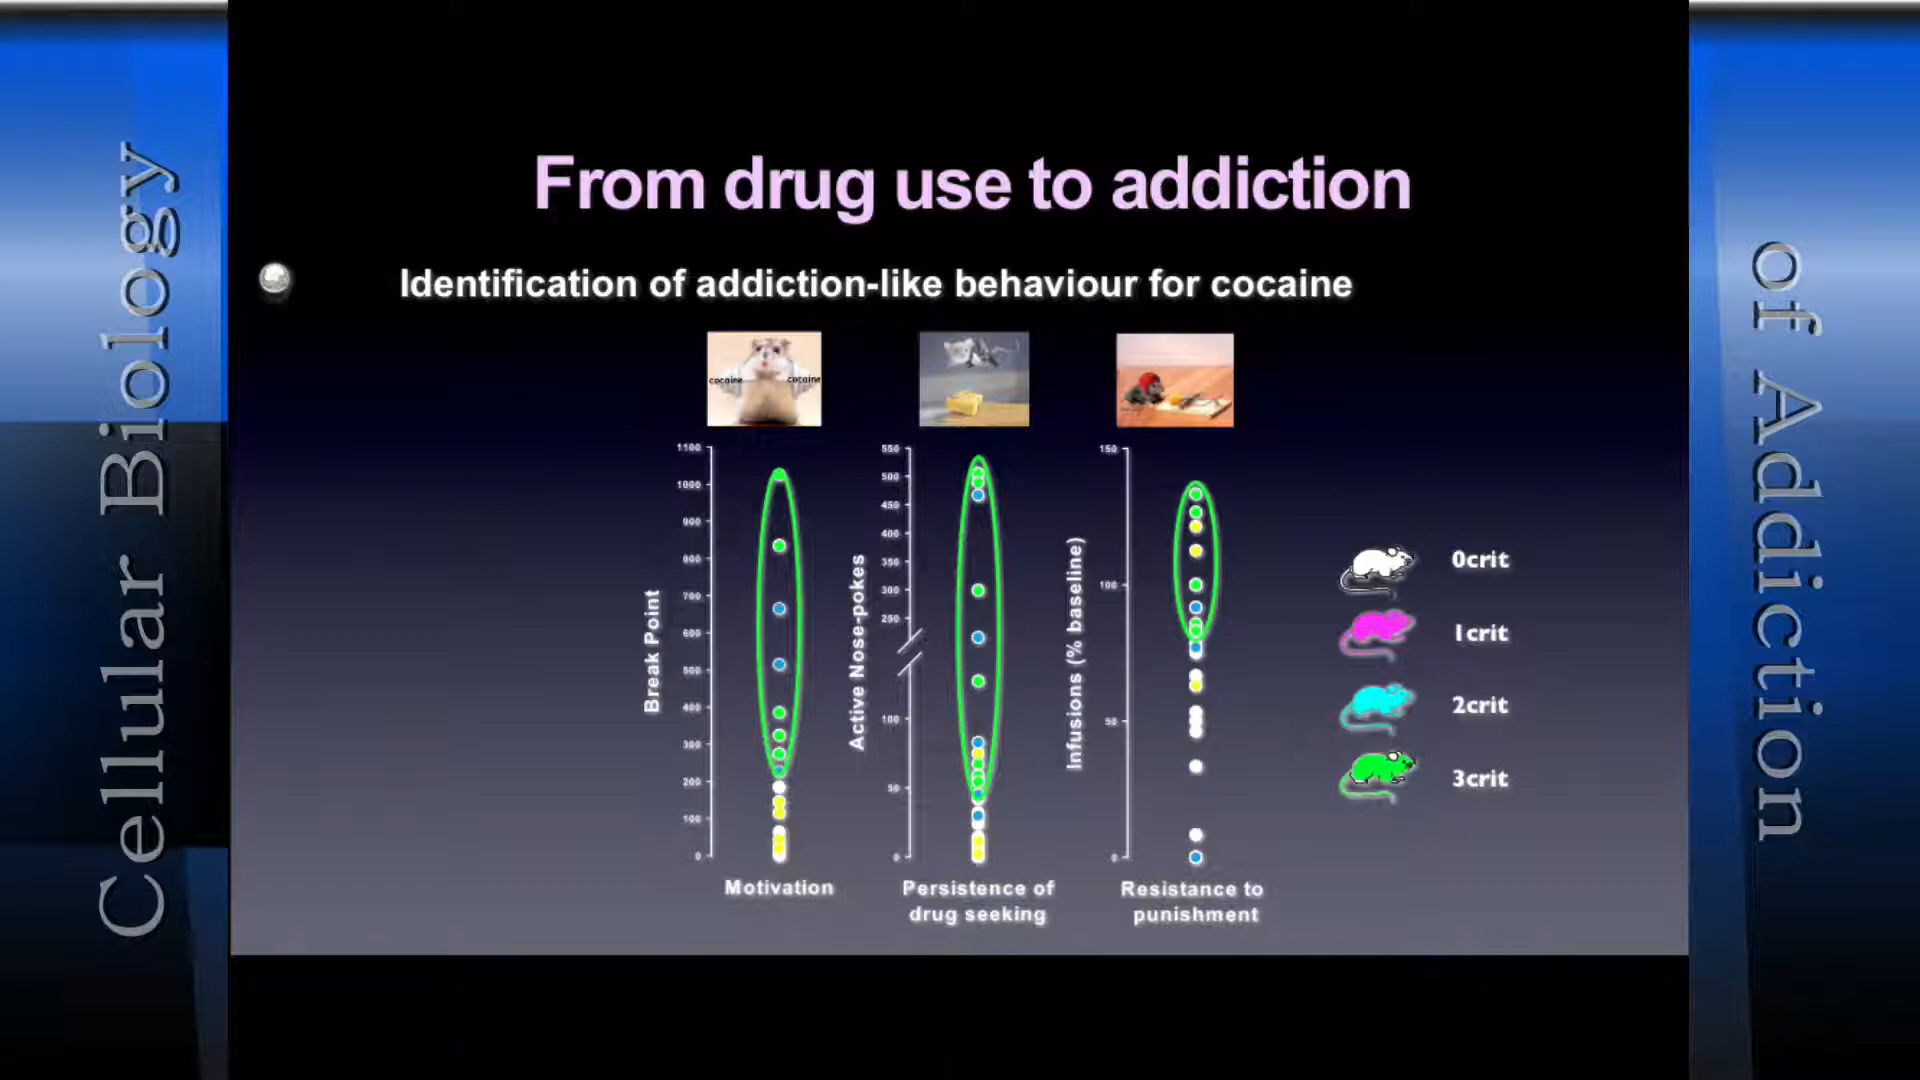 Cellular Biology
of Addiction
From drug use to addiction
Identification of addiction-like behaviour for cocaine
cocaine
cocaine
Break Point
1100
1000
900
800
700
600
500
400
300
200
100
0
Motivation
Active Nose-pokes
550
500
450
400
350
300
250
100
50
0
Persistence of
drug seeking
Infusions (% baseline)
150
100
50
0
Resistance to
punishment
0crit
1crit
2crit
3crit